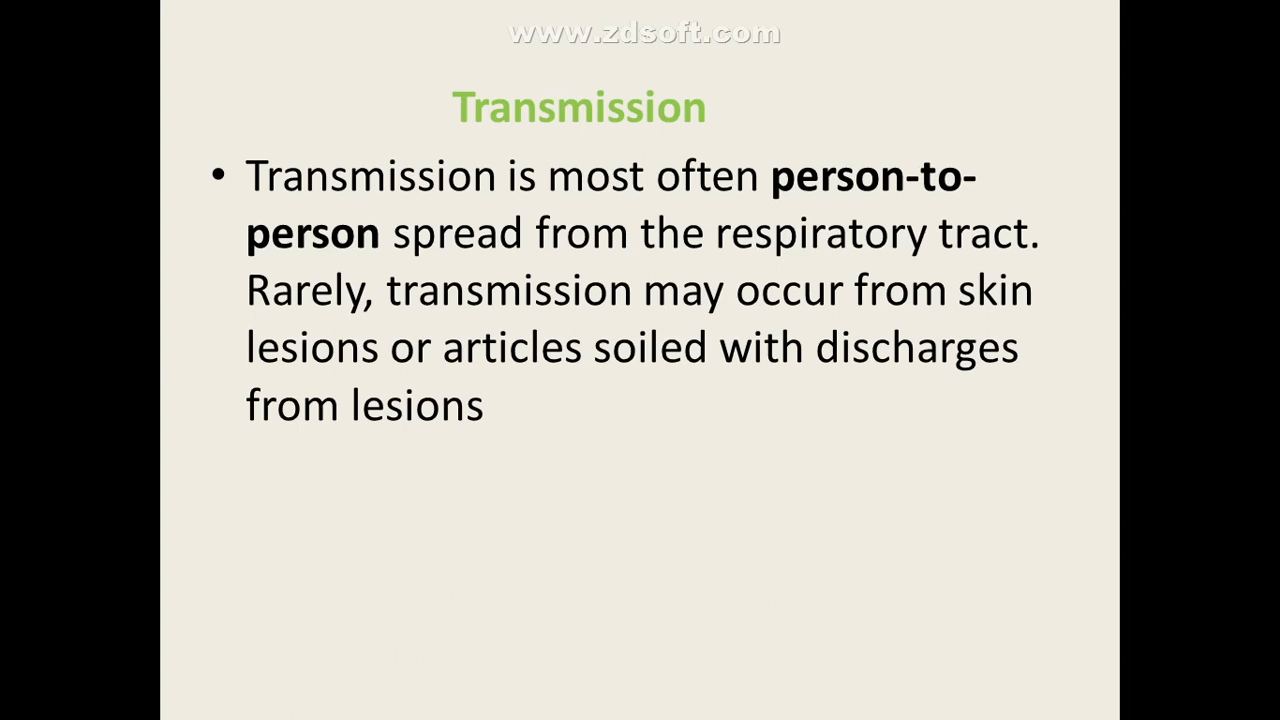 www.zdsoft.com
Transmission
• Transmission is most often person-to-
person spread from the respiratory tract.
Rarely, transmission may occur from skin
lesions or articles soiled with discharges
from lesions